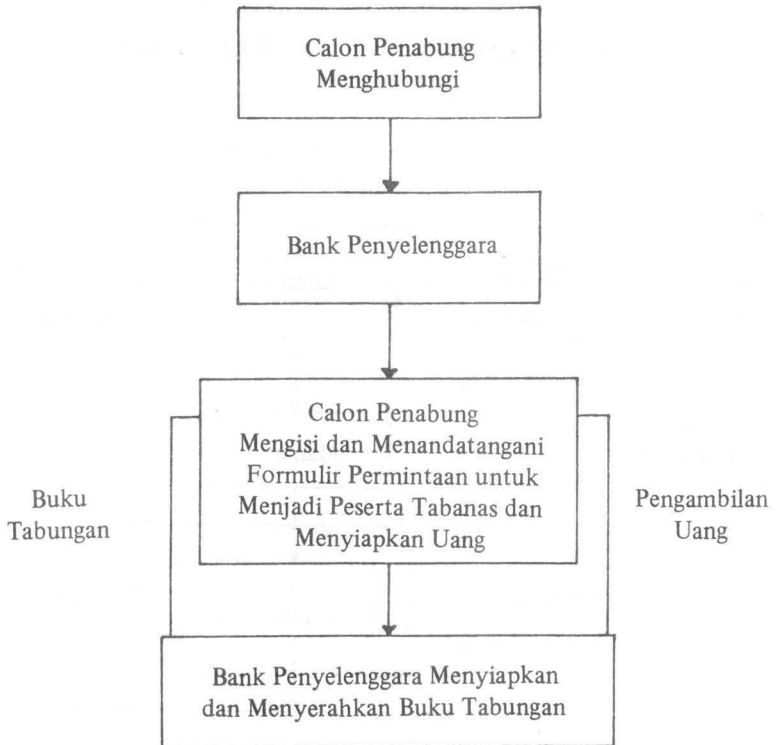 Calon Penabung
Menghubungi
Bank Penyelenggara
Calon Penabung
Mengisi dan Menandatangani
Formulir Permintaan untuk
Menjadi Peserta Tabanas dan
Menyiapkan Uang
Buku
Tabungan
Pengambilan
Uang
Bank Penyelenggara Menyiapkan
dan Menyerahkan Buku Tabungan